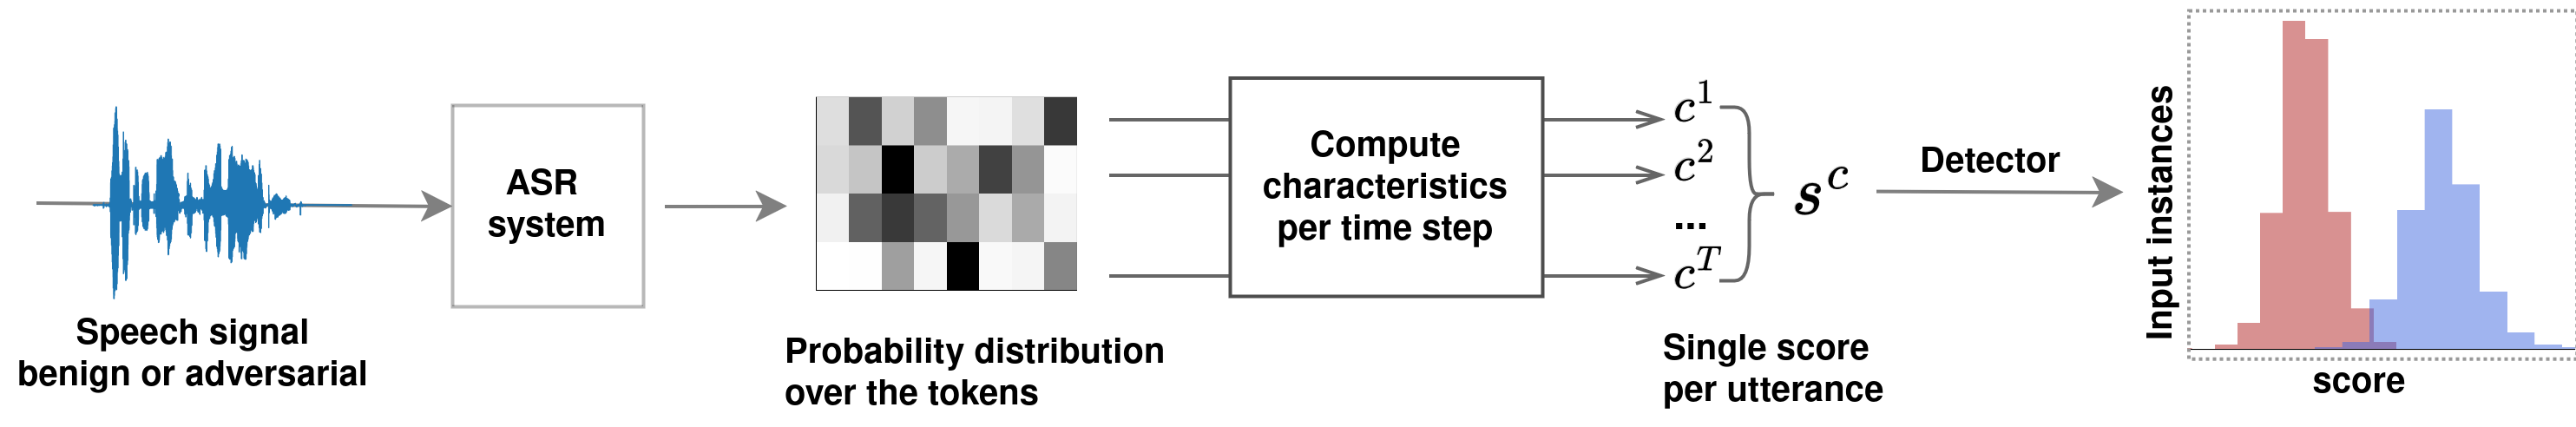 Speech signal
benign or adversarial
ASR
system
Probability distribution
over the tokens
Compute
characteristics
per time step
c^1
c^2
...
c^T
s^c
Single score
per utterance
Detector
Input instances
score